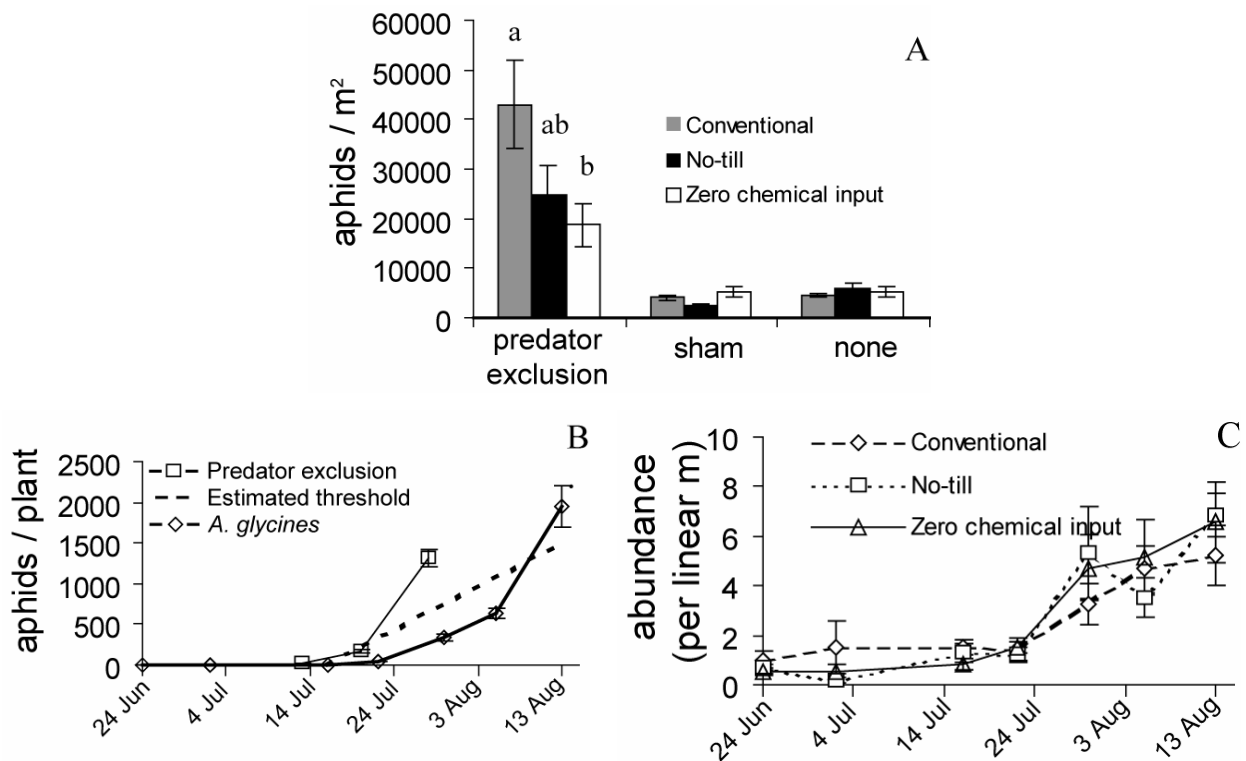 A
60000
50000
40000
30000
20000
10000
0
aphids / m²
a
ab
b
Conventional
No-till
Zero chemical input
predator
exclusion
sham
none
B
2500
2000
1500
1000
500
0
aphids / plant
Predator exclusion
Estimated threshold
A. glycines
24 Jun
4 Jul
14 Jul
24 Jul
3 Aug
13 Aug
C
10
8
6
4
2
0
abundance
(per linear m)
Conventional
No-till
Zero chemical input
24 Jun
4 Jul
14 Jul
24 Jul
3 Aug
13 Aug